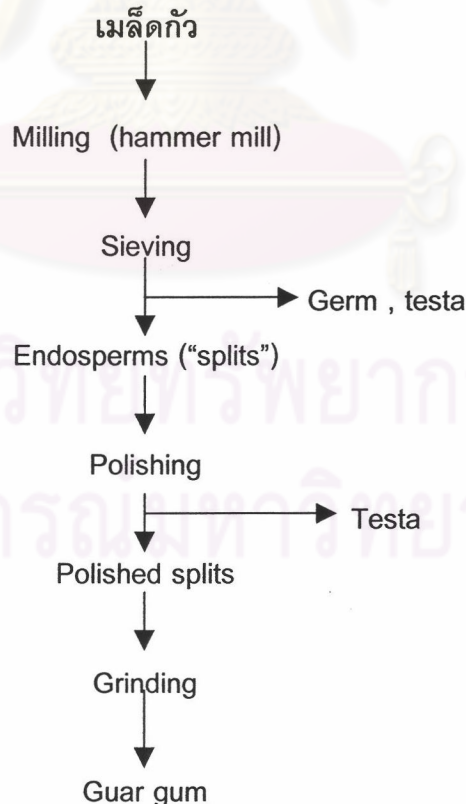 เมล็ดกัว
Milling (hammer mill)
Sieving
Germ , testa
Endosperms (“splits”)
Polishing
Testa
Polished splits
Grinding
Guar gum